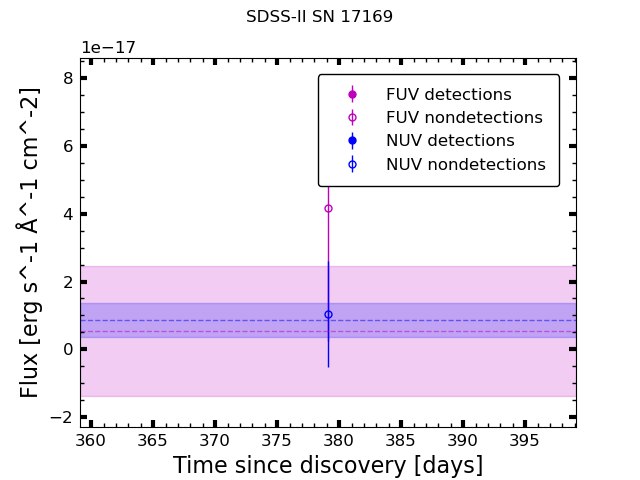 SDSS-II SN 17169
1e−17
8
6
4
2
0
−2
Flux [erg s^-1 Å^-1 cm^-2]
FUV detections
FUV nondetections
NUV detections
NUV nondetections
360 365 370 375 380 385 390 395
Time since discovery [days]